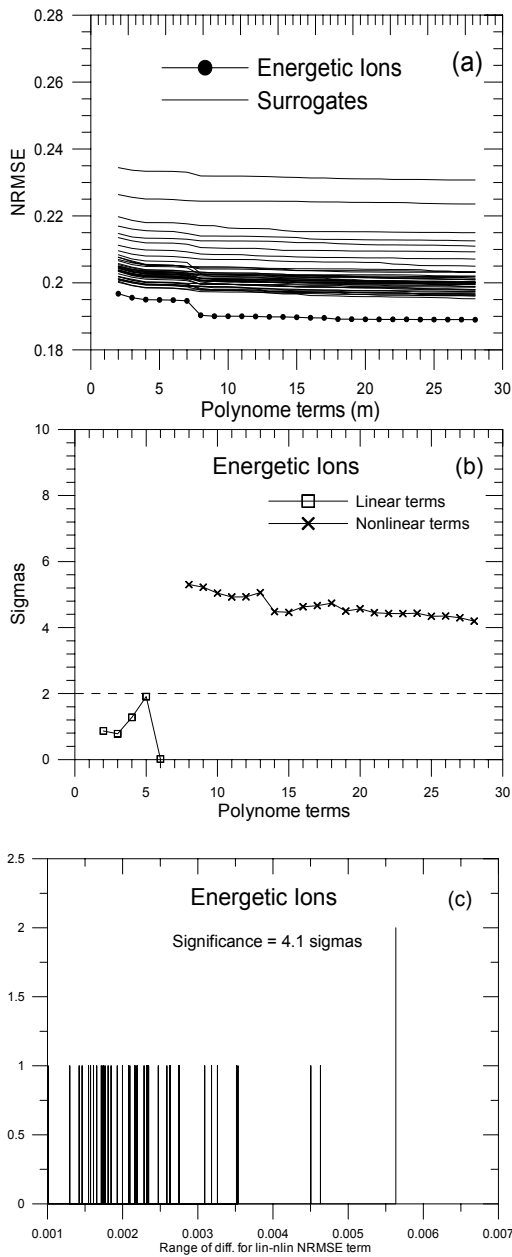 0.28
(a)
Energetic Ions
Surrogates
0.26
0.24
NRMSE
0.22
0.2
0.18
0 5 10 15 20 25 30
Polynome terms (m)
10
Energetic Ions
(b)
Linear terms
Nonlinear terms
8
6
Sigmas
4
2
0
0 5 10 15 20 25 30
Polynome terms
2.5
Energetic Ions
(c)
Significance = 4.1 sigmas
2
1.5
1
0.5
0
0.001 0.002 0.003 0.004 0.005 0.006 0.007
Range of diff. for lin-nlin NRMSE term